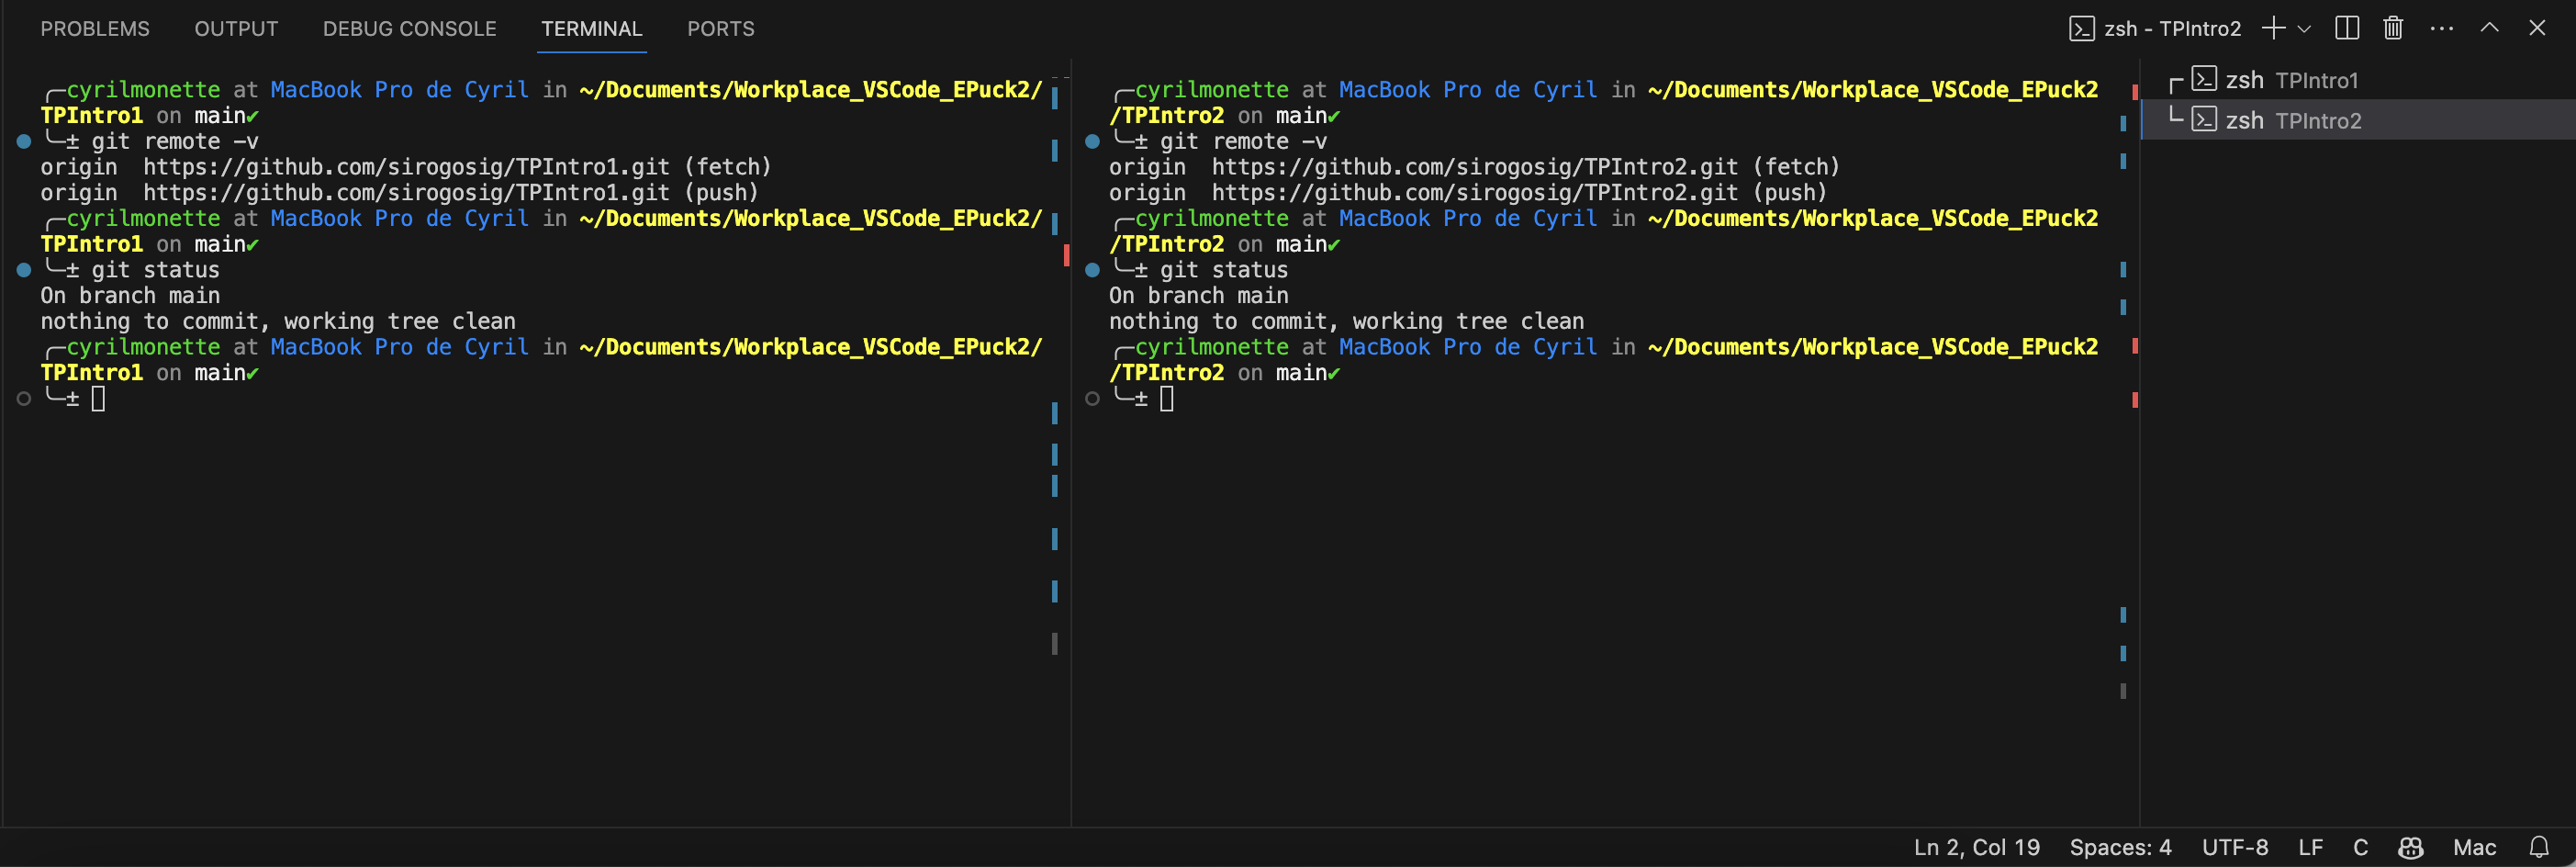 PROBLEMS OUTPUT DEBUG CONSOLE TERMINAL PORTS zsh - TPIntro2
╭─cyrilmonette at MacBook Pro de Cyril in ~/Documents/Workplace_VSCode_EPuck2/
TPIntro1 on main✔
╰─± git remote -v
origin  https://github.com/sirogosig/TPIntro1.git (fetch)
origin  https://github.com/sirogosig/TPIntro1.git (push)
╭─cyrilmonette at MacBook Pro de Cyril in ~/Documents/Workplace_VSCode_EPuck2/
TPIntro1 on main✔
╰─± git status
On branch main
nothing to commit, working tree clean
╭─cyrilmonette at MacBook Pro de Cyril in ~/Documents/Workplace_VSCode_EPuck2/
TPIntro1 on main✔
╰─±
╭─cyrilmonette at MacBook Pro de Cyril in ~/Documents/Workplace_VSCode_EPuck2
/TPIntro2 on main✔
╰─± git remote -v
origin  https://github.com/sirogosig/TPIntro2.git (fetch)
origin  https://github.com/sirogosig/TPIntro2.git (push)
╭─cyrilmonette at MacBook Pro de Cyril in ~/Documents/Workplace_VSCode_EPuck2
/TPIntro2 on main✔
╰─± git status
On branch main
nothing to commit, working tree clean
╭─cyrilmonette at MacBook Pro de Cyril in ~/Documents/Workplace_VSCode_EPuck2
/TPIntro2 on main✔
╰─±
┌ zsh TPIntro1
└ zsh TPIntro2
Ln 2, Col 19 Spaces: 4 UTF-8 LF C Mac